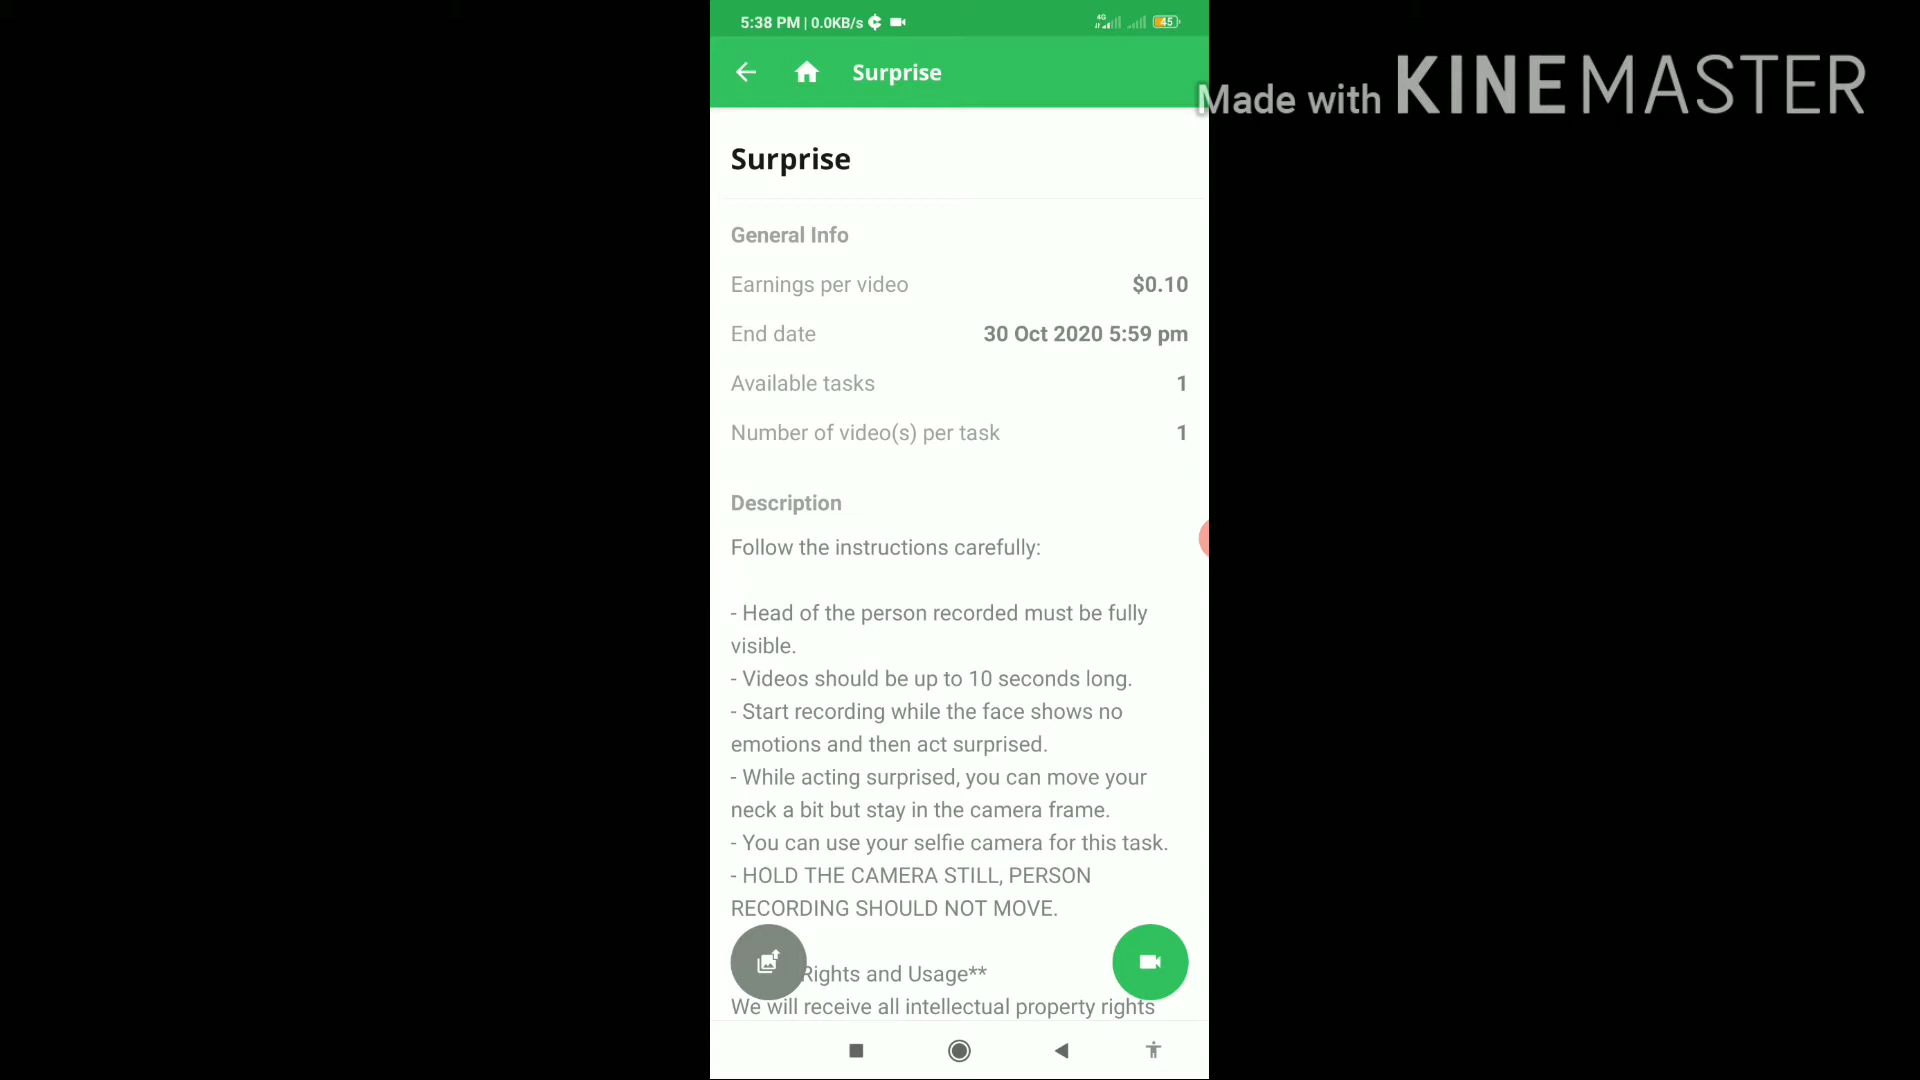 5:38 PM | 0.0KB/s
4G
45
Surprise
Made with KINEMASTER
Surprise
General Info
Earnings per video $0.10
End date 30 Oct 2020 5:59 pm
Available tasks 1
Number of video(s) per task 1
Description
Follow the instructions carefully:
- Head of the person recorded must be fully
visible.
- Videos should be up to 10 seconds long.
- Start recording while the face shows no
emotions and then act surprised.
- While acting surprised, you can move your
neck a bit but stay in the camera frame.
- You can use your selfie camera for this task.
- HOLD THE CAMERA STILL, PERSON
RECORDING SHOULD NOT MOVE.
Rights and Usage**
We will receive all intellectual property rights